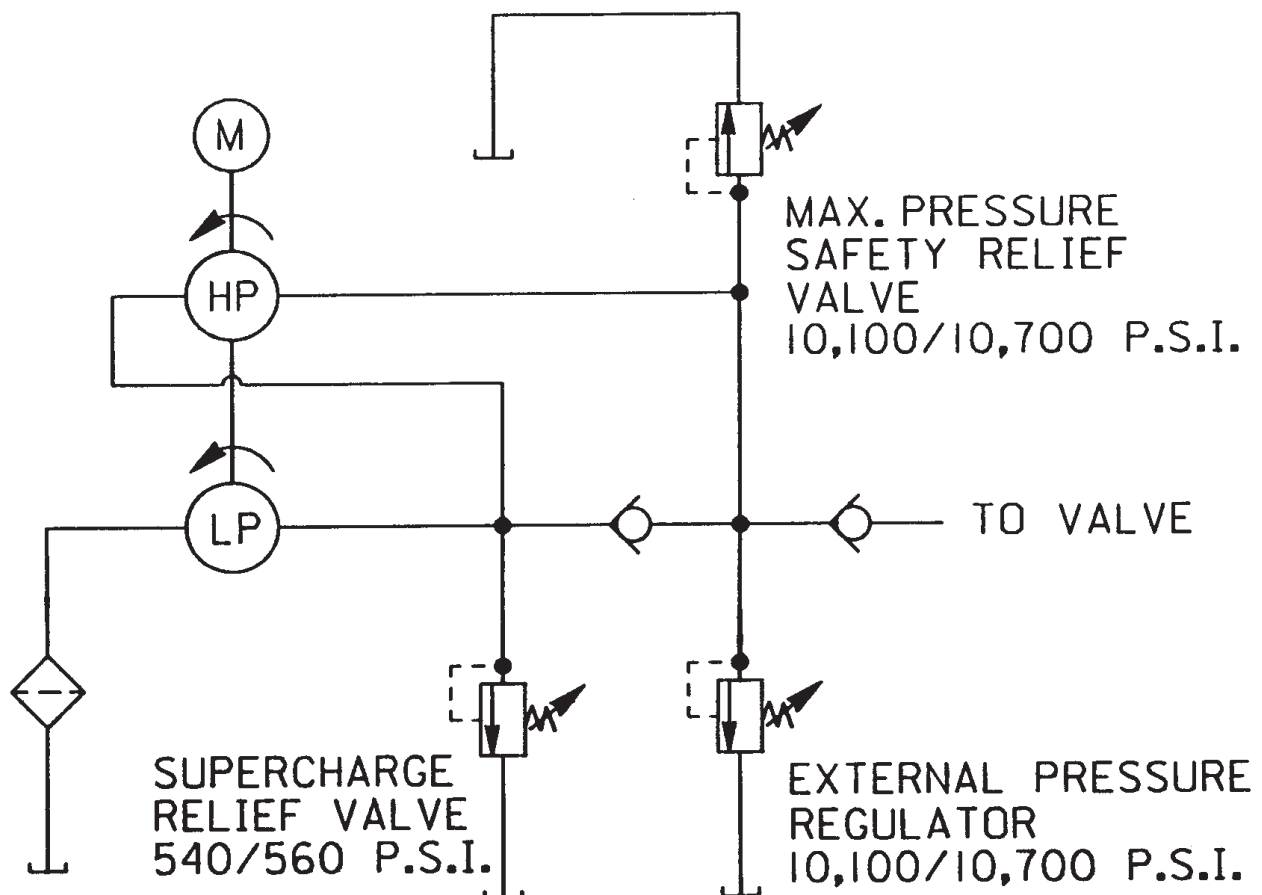 M
MAX. PRESSURE
SAFETY RELIEF
VALVE
10,100/10,700 P.S.I.
HP
LP
TO VALVE
SUPERCHARGE
RELIEF VALVE
540/560 P.S.I.
EXTERNAL PRESSURE
REGULATOR
10,100/10,700 P.S.I.